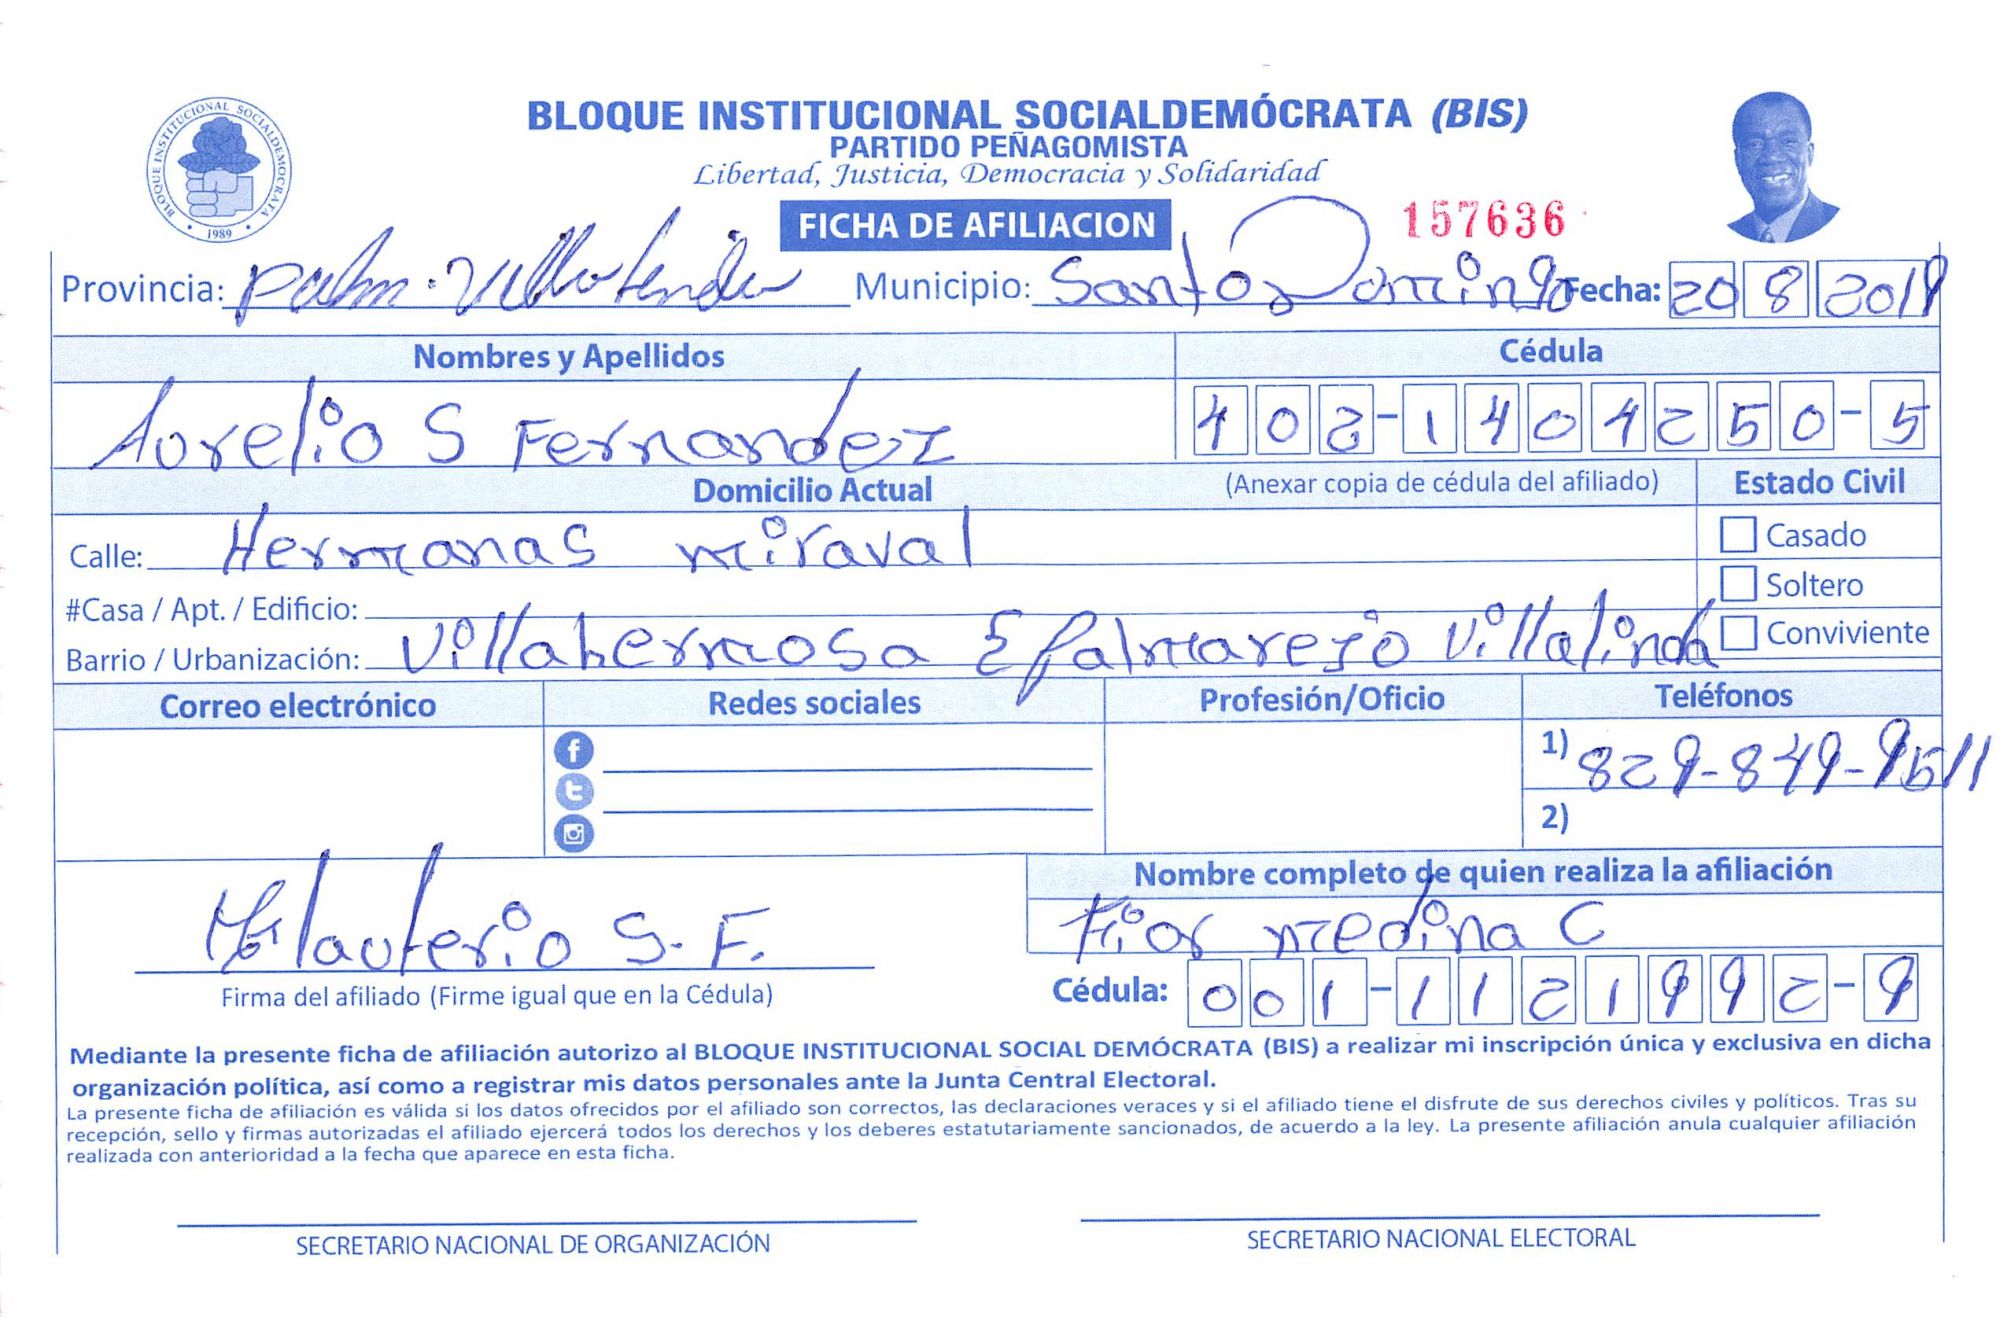 BLOQUE INSTITUCIONAL SOCIALDEMÓCRATA (BIS)
PARTIDO PEÑAGOMISTA
Libertad, Justicia, Democracia y Solidaridad
BLOQUE INSTITUCIONAL SOCIALDEMOCRATA
1989
FICHA DE AFILIACION
157636
Provincia: Municipio: Santo Domingo Fecha: 20 8 2019
Nombres y Apellidos Cédula
Aurelio S Fernandez 402-1404250-5
Domicilio Actual (Anexar copia de cédula del afiliado) Estado Civil
Calle: Hermanas miraval Casado
#Casa / Apt. / Edificio: Soltero
Barrio / Urbanización: Villahermosa Villalinda Conviviente
Correo electrónico Redes sociales Profesión/Oficio Teléfonos
1) 829-849-9511
2)
Nombre completo de quien realiza la afiliación
S. F. medina C
Firma del afiliado (Firme igual que en la Cédula) Cédula: 001-1121992-9
Mediante la presente ficha de afiliación autorizo al BLOQUE INSTITUCIONAL SOCIAL DEMÓCRATA (BIS) a realizar mi inscripción única y exclusiva en dicha
organización política, así como a registrar mis datos personales ante la Junta Central Electoral.
La presente ficha de afiliación es válida si los datos ofrecidos por el afiliado son correctos, las declaraciones veraces y si el afiliado tiene el disfrute de sus derechos civiles y políticos. Tras su
recepción, sello y firmas autorizadas el afiliado ejercerá todos los derechos y los deberes estatutariamente sancionados, de acuerdo a la ley. La presente afiliación anula cualquier afiliación
realizada con anterioridad a la fecha que aparece en esta ficha.
SECRETARIO NACIONAL DE ORGANIZACIÓN SECRETARIO NACIONAL ELECTORAL